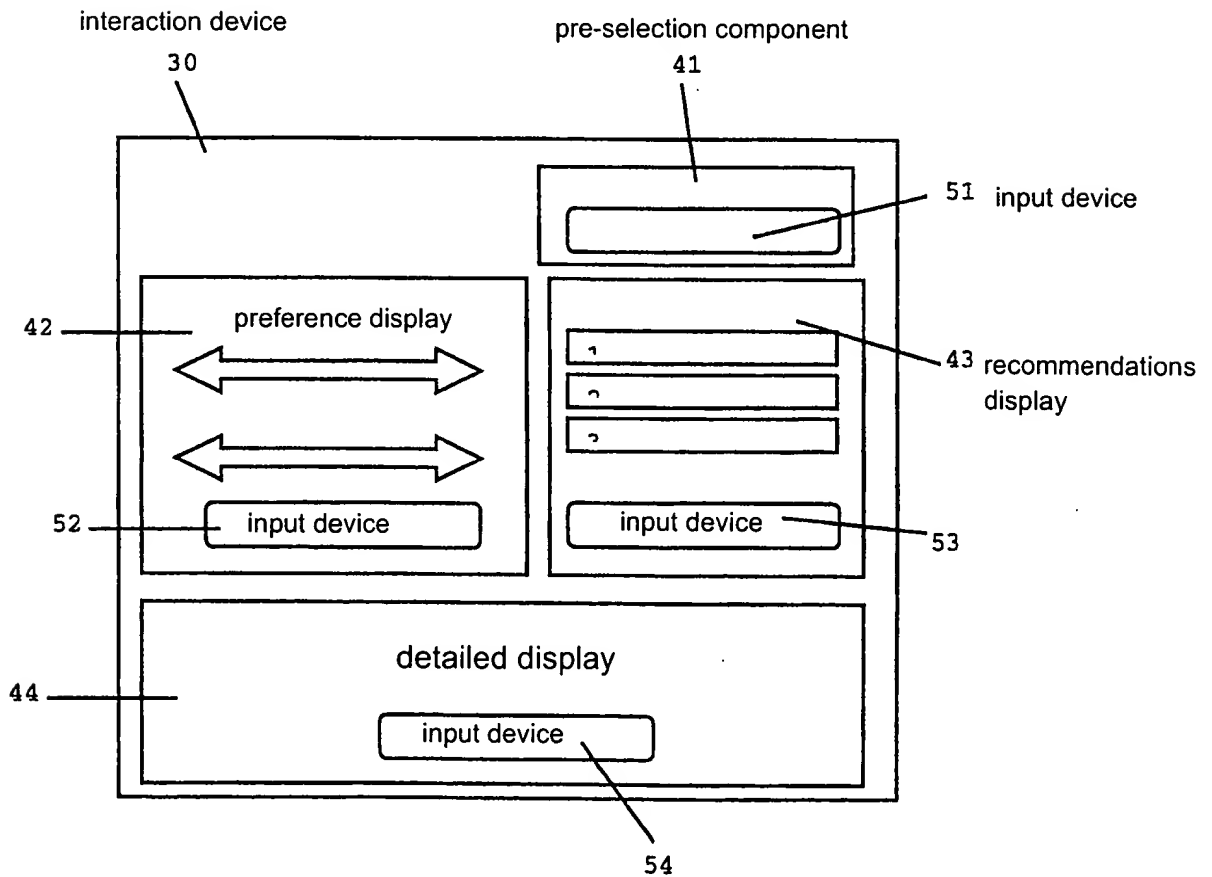 interaction device
30
pre-selection component
41
51 input device
42
preference display
43 recommendations
display
52
input device
input device
53
detailed display
44
input device
54